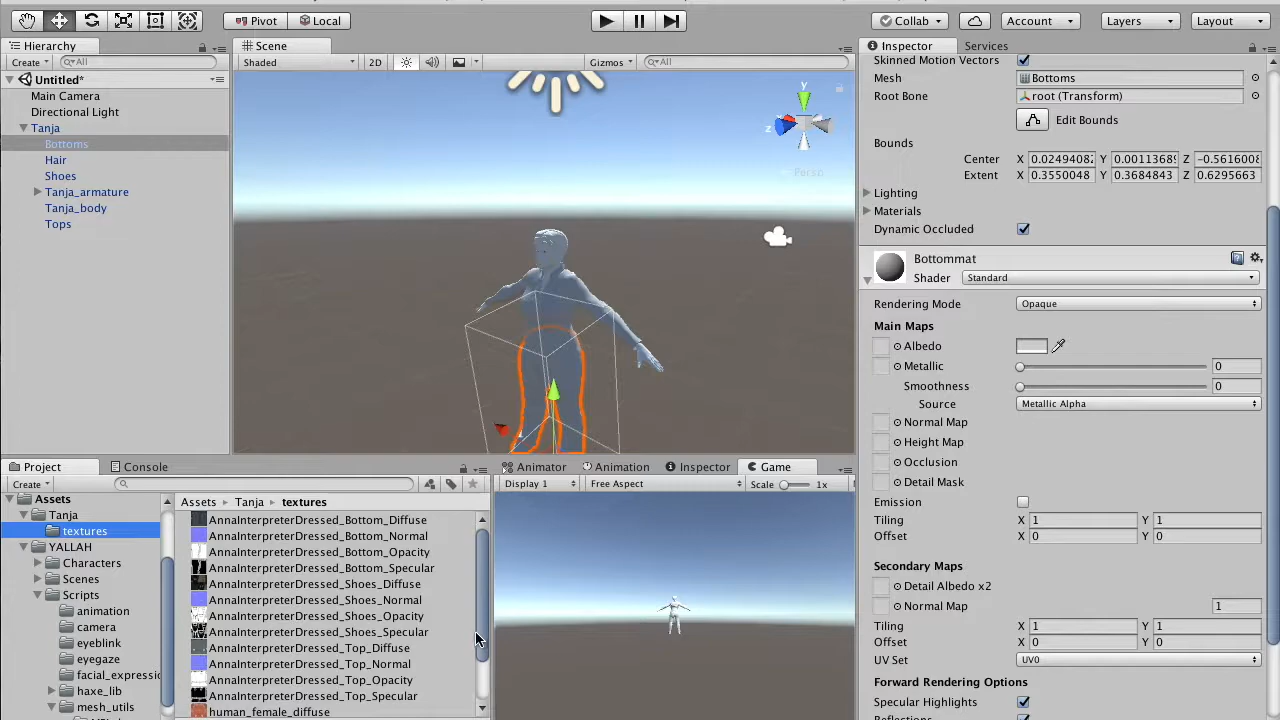 Pivot Local Collab Account Layers Layout
Hierarchy Scene Inspector Services
Create All Shaded 2D Gizmos All Skinned Motion Vectors
Untitled* Mesh Bottoms
Main Camera Root Bone root (Transform)
Directional Light Edit Bounds
Tanja Bounds
Bottoms Center X 0.0249408 Y 0.0011368 Z -0.561600
Hair Extent X 0.3550048 Y 0.3684843 Z 0.6295663
Shoes Lighting
Tanja_armature Materials
Tanja_body Dynamic Occluded
Tops
y
z
Persp
Bottommat
Shader Standard
Rendering Mode Opaque
Main Maps
Albedo
Metallic 0
Smoothness 0
Source Metallic Alpha
Normal Map
Height Map
Occlusion
Detail Mask
Emission
Tiling X 1 Y 1
Offset X 0 Y 0
Secondary Maps
Detail Albedo x2
Normal Map 1
Tiling X 1 Y 1
Offset X 0 Y 0
UV Set UV0
Forward Rendering Options
Specular Highlights
Reflections
Project Console
Create
Assets
Tanja
textures
YALLAH
Characters
Scenes
Scripts
animation
camera
eyeblink
eyegaze
facial_expressio
haxe_lib
mesh_utils
Assets Tanja textures
AnnaInterpreterDressed_Bottom_Diffuse
AnnaInterpreterDressed_Bottom_Normal
AnnaInterpreterDressed_Bottom_Opacity
AnnaInterpreterDressed_Bottom_Specular
AnnaInterpreterDressed_Shoes_Diffuse
AnnaInterpreterDressed_Shoes_Normal
AnnaInterpreterDressed_Shoes_Opacity
AnnaInterpreterDressed_Shoes_Specular
AnnaInterpreterDressed_Top_Diffuse
AnnaInterpreterDressed_Top_Normal
AnnaInterpreterDressed_Top_Opacity
AnnaInterpreterDressed_Top_Specular
human_female_diffuse
Animator Animation Inspector Game
Display 1 Free Aspect Scale 1x